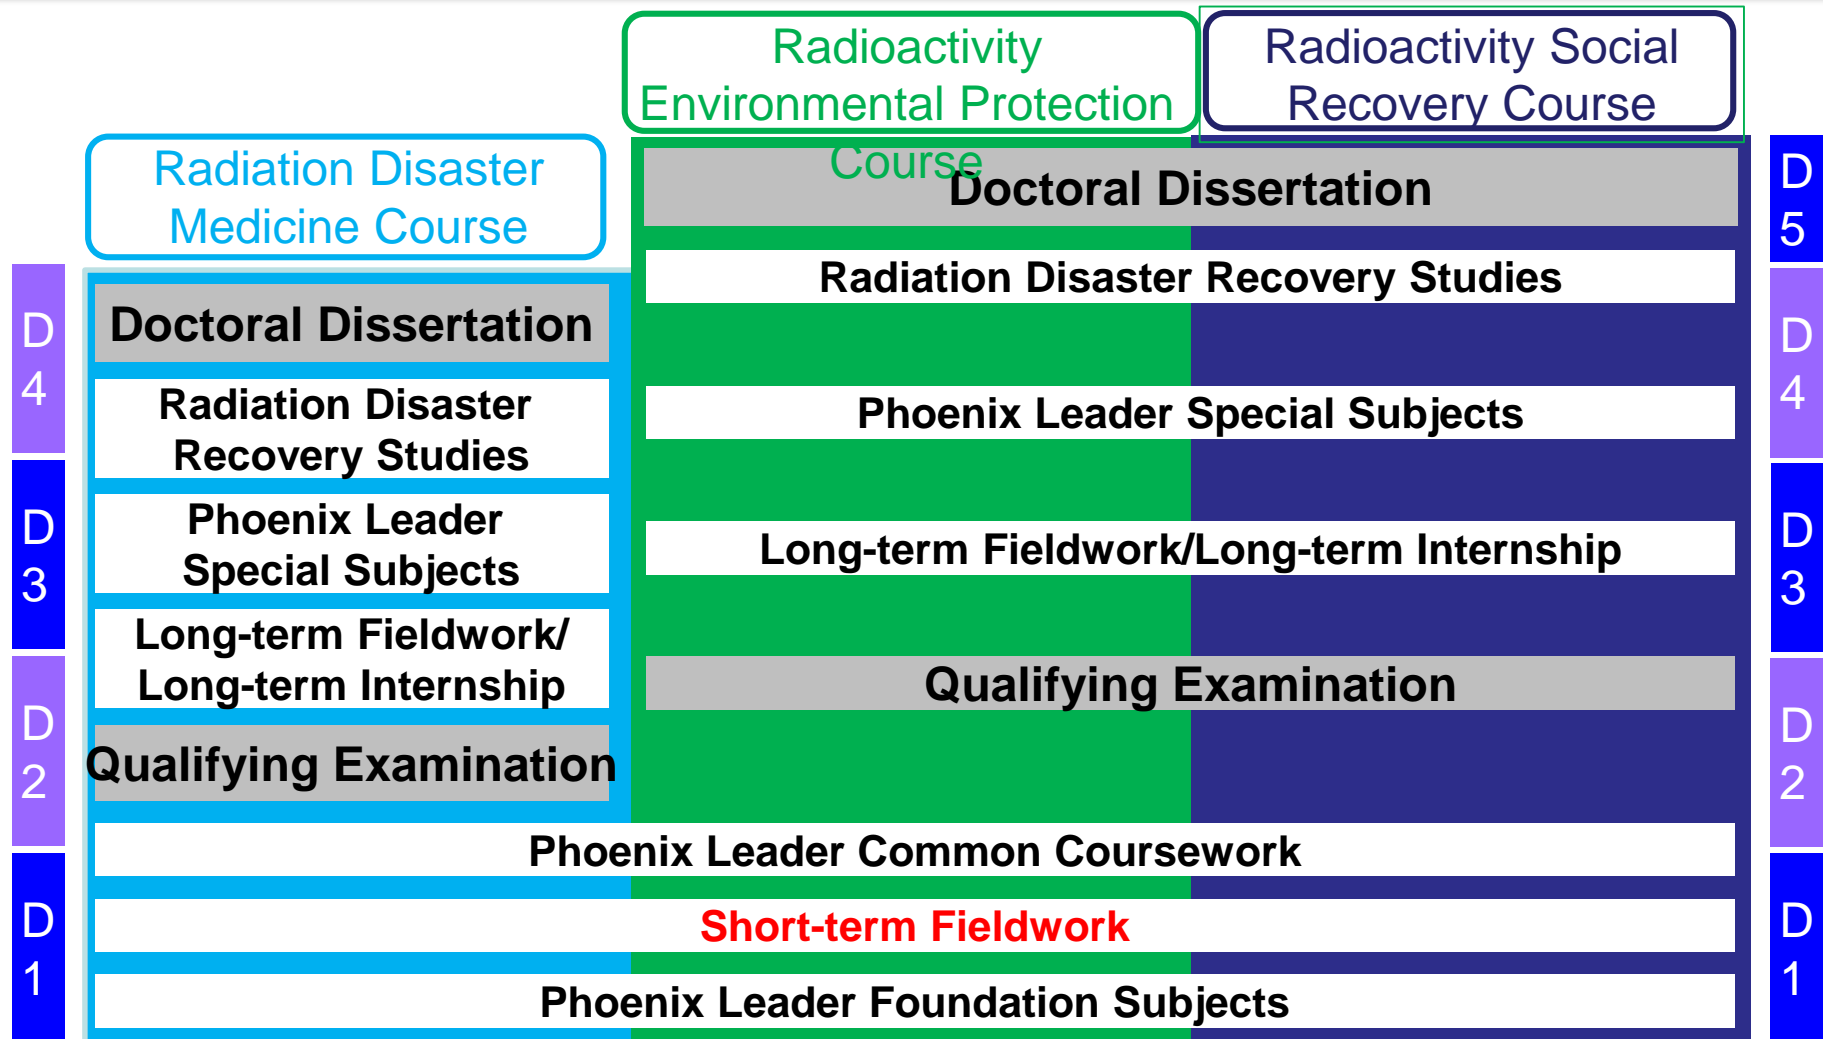 Radioactivity
Environmental Protection
Course
Radioactivity Social
Recovery Course
Radiation Disaster
Medicine Course
Doctoral Dissertation
Radiation Disaster Recovery Studies
Phoenix Leader Special Subjects
Long-term Fieldwork/Long-term Internship
Qualifying Examination
Doctoral Dissertation
Radiation Disaster
Recovery Studies
Phoenix Leader
Special Subjects
Long-term Fieldwork/
Long-term Internship
Qualifying Examination
Phoenix Leader Common Coursework
Short-term Fieldwork
Phoenix Leader Foundation Subjects
D
4
D
3
D
2
D
1
D
5
D
4
D
3
D
2
D
1